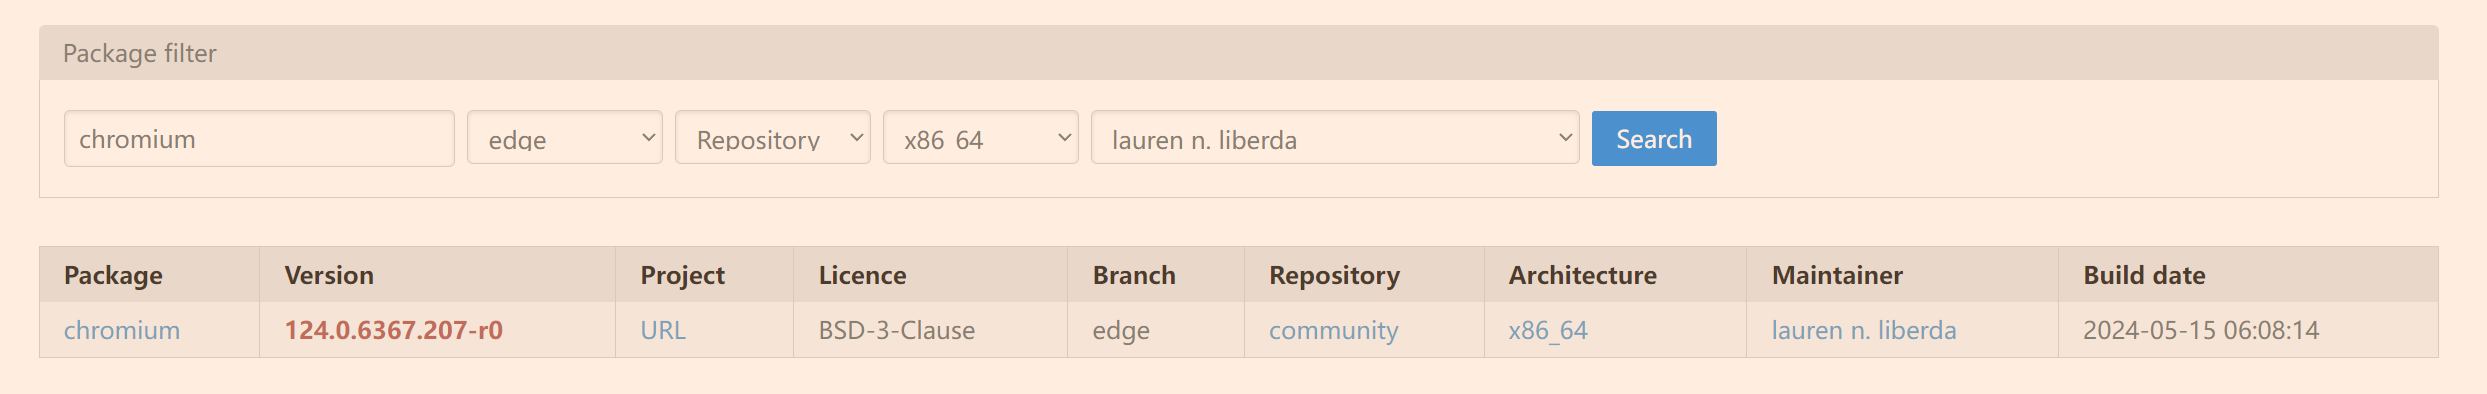 Package filter
chromium edge Repository x86_64 lauren n. liberda Search
Package Version Project Licence Branch Repository Architecture Maintainer Build date
chromium 124.0.6367.207-r0 URL BSD-3-Clause edge community x86_64 lauren n. liberda 2024-05-15 06:08:14